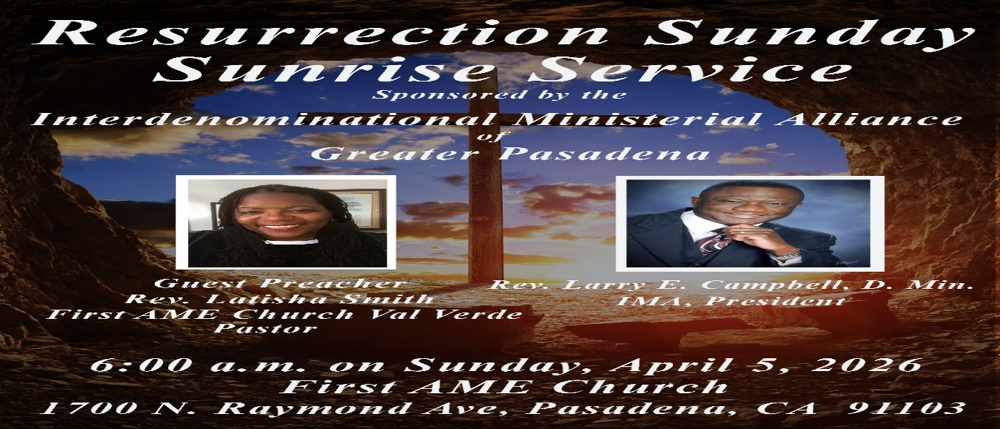 Resurrection Sunday
Sunrise Service
Sponsored by the
Interdenominational Ministerial Alliance
of
Greater Pasadena
Guest Preacher
Rev. Latisha Smith
First AME Church Val Verde
Pastor
Rev. Larry E. Campbell, D. Min.
IMA, President
6:00 a.m. on Sunday, April 5, 2026
First AME Church
1700 N. Raymond Ave, Pasadena, CA 91103